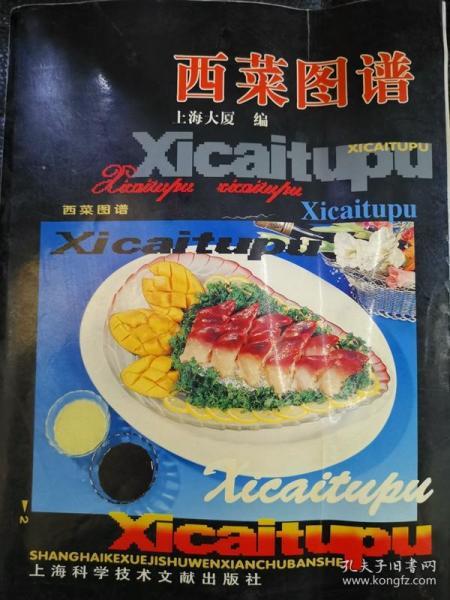 西菜图谱
上海大厦 编
Xicaitupu
XICAITUPU
Xicaitupu xicaitupu
西菜图谱
Xicaitupu
Xicaitupu
Xicaitupu
2
Xicaitupu
SHANGHAIKEXUEJISHUWENXIANCHUBANSHE
上海科学技术文献出版社
孔夫子旧书网
www.kongfz.com